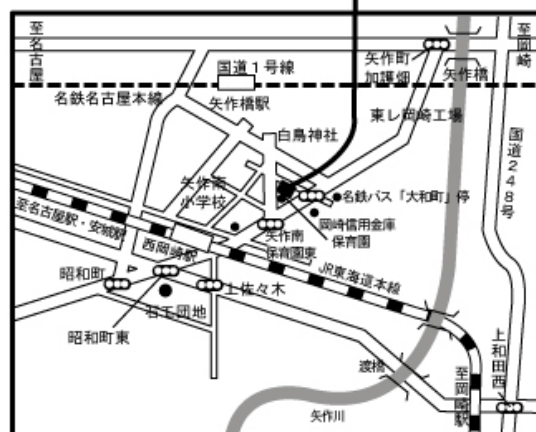 至名古屋
国道1号線
矢作町
加護畑
至岡崎
矢作橋
名鉄名古屋本線
矢作橋駅
東レ岡崎工場
白鳥神社
国道248号
矢作南
小学校
名鉄バス「大和町」停
岡崎信用金庫
保育園
矢作南
保育園東
至名古屋駅・安城駅
西岡崎駅
JR東海道本線
昭和町
上佐々木
石工団地
昭和町東
渡橋
至岡崎駅
上和田西
矢作川